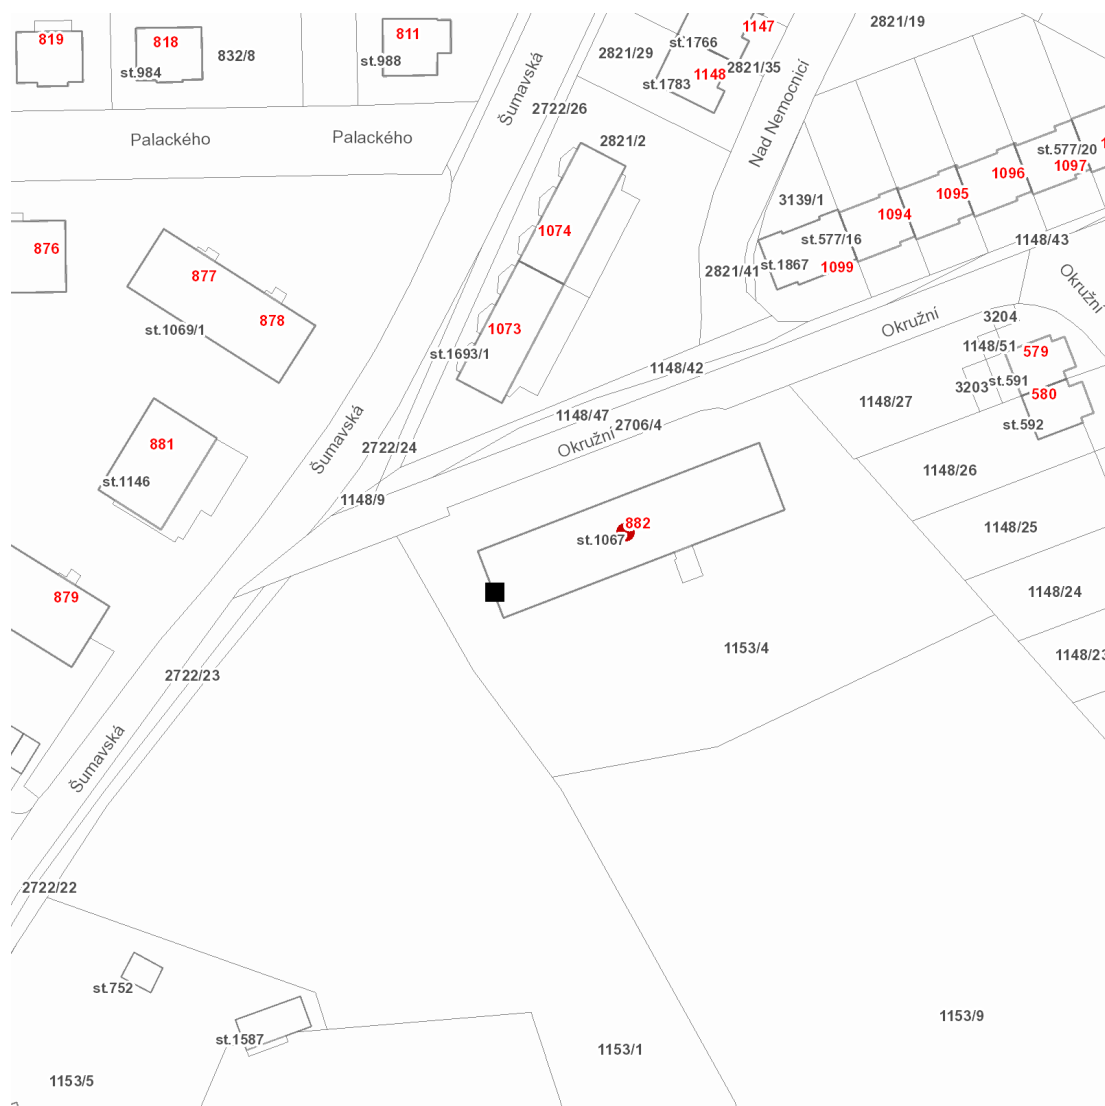 819
818
811
832/8
st.984
st.988
Palackého
Palackého
Šumavská
2722/26
2821/29
st.1766
1147
1148
2821/35
st.1783
2821/19
2821/2
Nad Nemocnicí
3139/1
st.577/20
1097
1096
1095
1094
st.577/16
1099
st.1867
2821/41
1148/43
Okružní
876
877
878
st.1069/1
1074
1073
st.1693/1
Okružní
3204
1148/51
579
3203
st.591
580
st.592
1148/42
1148/27
1148/47
2706/4
Okružní
881
st.1146
Šumavská
2722/24
1148/9
1148/26
882
st.1067
1148/25
879
1148/24
1153/4
1148/23
2722/23
Šumavská
2722/22
st.752
st.1587
1153/9
1153/1
1153/5